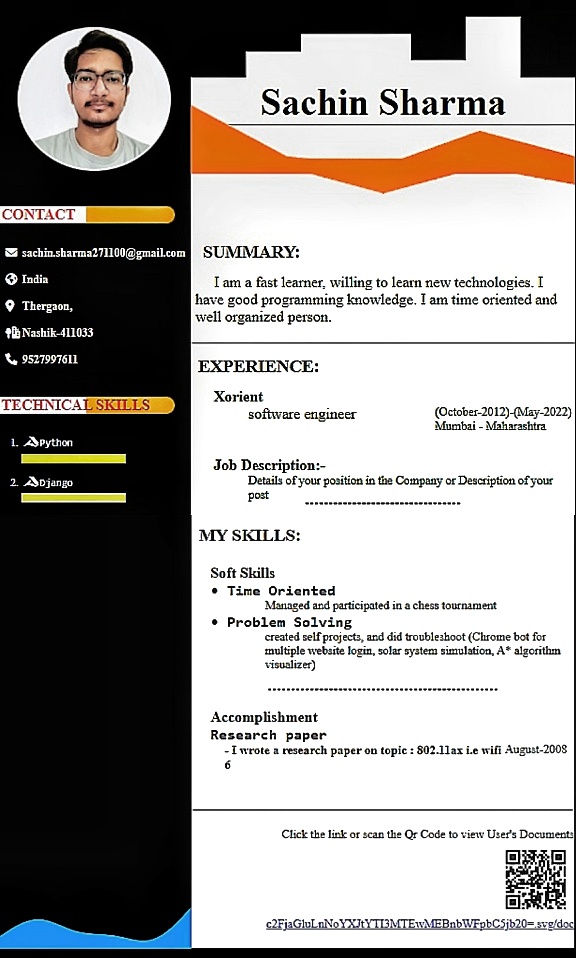 Sachin Sharma
CONTACT
sachin.sharma271100@gmail.com
India
Thergaon,
Nashik-411033
9527997611
TECHNICAL SKILLS
1. Python
2. Django
SUMMARY:
I am a fast learner, willing to learn new technologies. I
have good programming knowledge. I am time oriented and
well organized person.
EXPERIENCE:
Xorient
software engineer
(October-2012)-(May-2022)
Mumbai - Maharashtra
Job Description:-
Details of your position in the Company or Description of your
post
MY SKILLS:
Soft Skills
• Time Oriented
Managed and participated in a chess tournament
• Problem Solving
created self projects, and did troubleshoot (Chrome bot for
multiple website login, solar system simulation, A* algorithm
visualizer)
Accomplishment
Research paper
- I wrote a research paper on topic : 802.11ax i.e wifi August-2008
6
Click the link or scan the Qr Code to view User's Documents